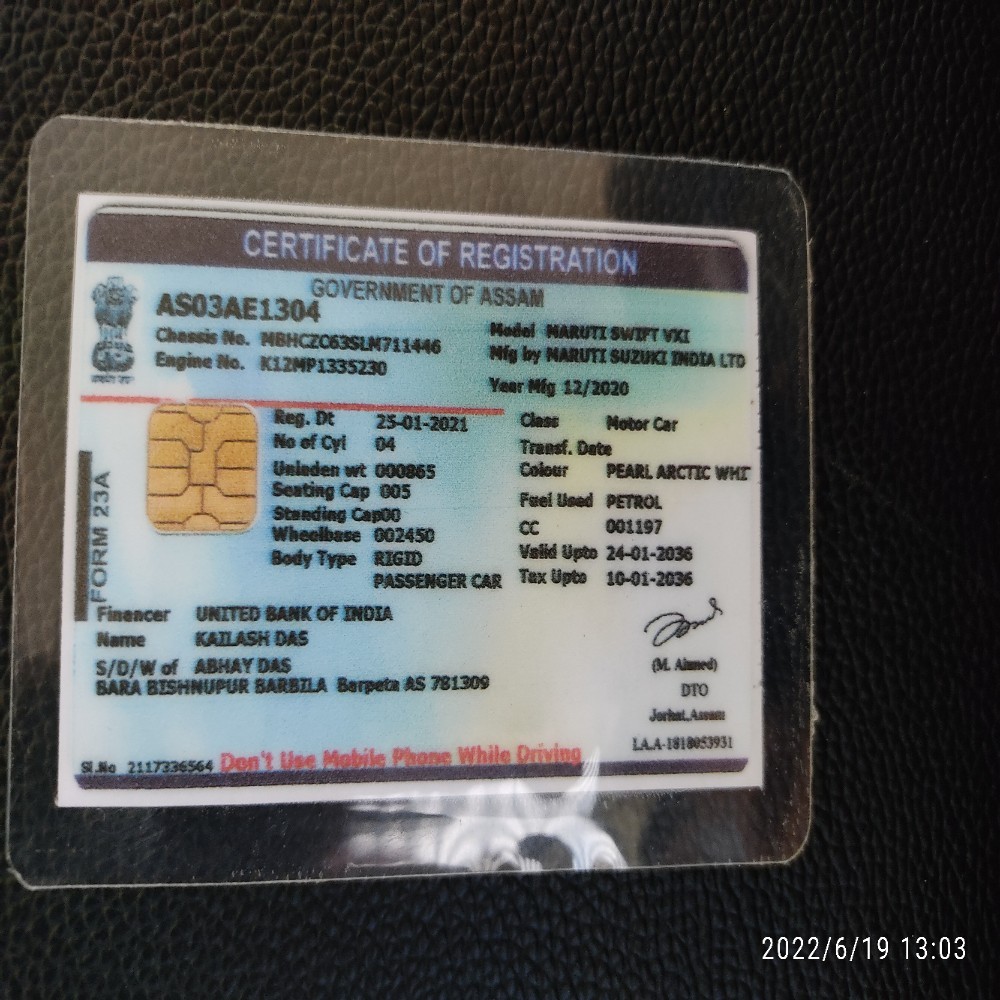 CERTIFICATE OF REGISTRATION
GOVERNMENT OF ASSAM
AS03AE1304
Chassis No. MBHCZC63SLM711446
Engine No. K12MP1335230
Model MARUTI SWIFT VXI
Mfg by MARUTI SUZUKI INDIA LTD
Year Mfg 12/2020
FORM 23A
Reg. Dt 25-01-2021
No of Cyl 04
Unladen wt 000865
Seating Cap 005
Standing Cap00
Wheelbase 002450
Body Type RIGID
PASSENGER CAR
Class Motor Car
Transf. Date
Colour PEARL ARCTIC WHI
Fuel Used PETROL
CC 001197
Valid Upto 24-01-2036
Tax Upto 10-01-2036
Financer UNITED BANK OF INDIA
Name KAILASH DAS
S/D/W of ABHAY DAS
BARA BISHNUPUR BARBILA Barpeta AS 781309
(M. Ahmed)
DTO
Jorhat,Assam
I.A.A-1818053931
Sl.No 2117336564 Don't Use Mobile Phone While Driving
2022/6/19 13:03